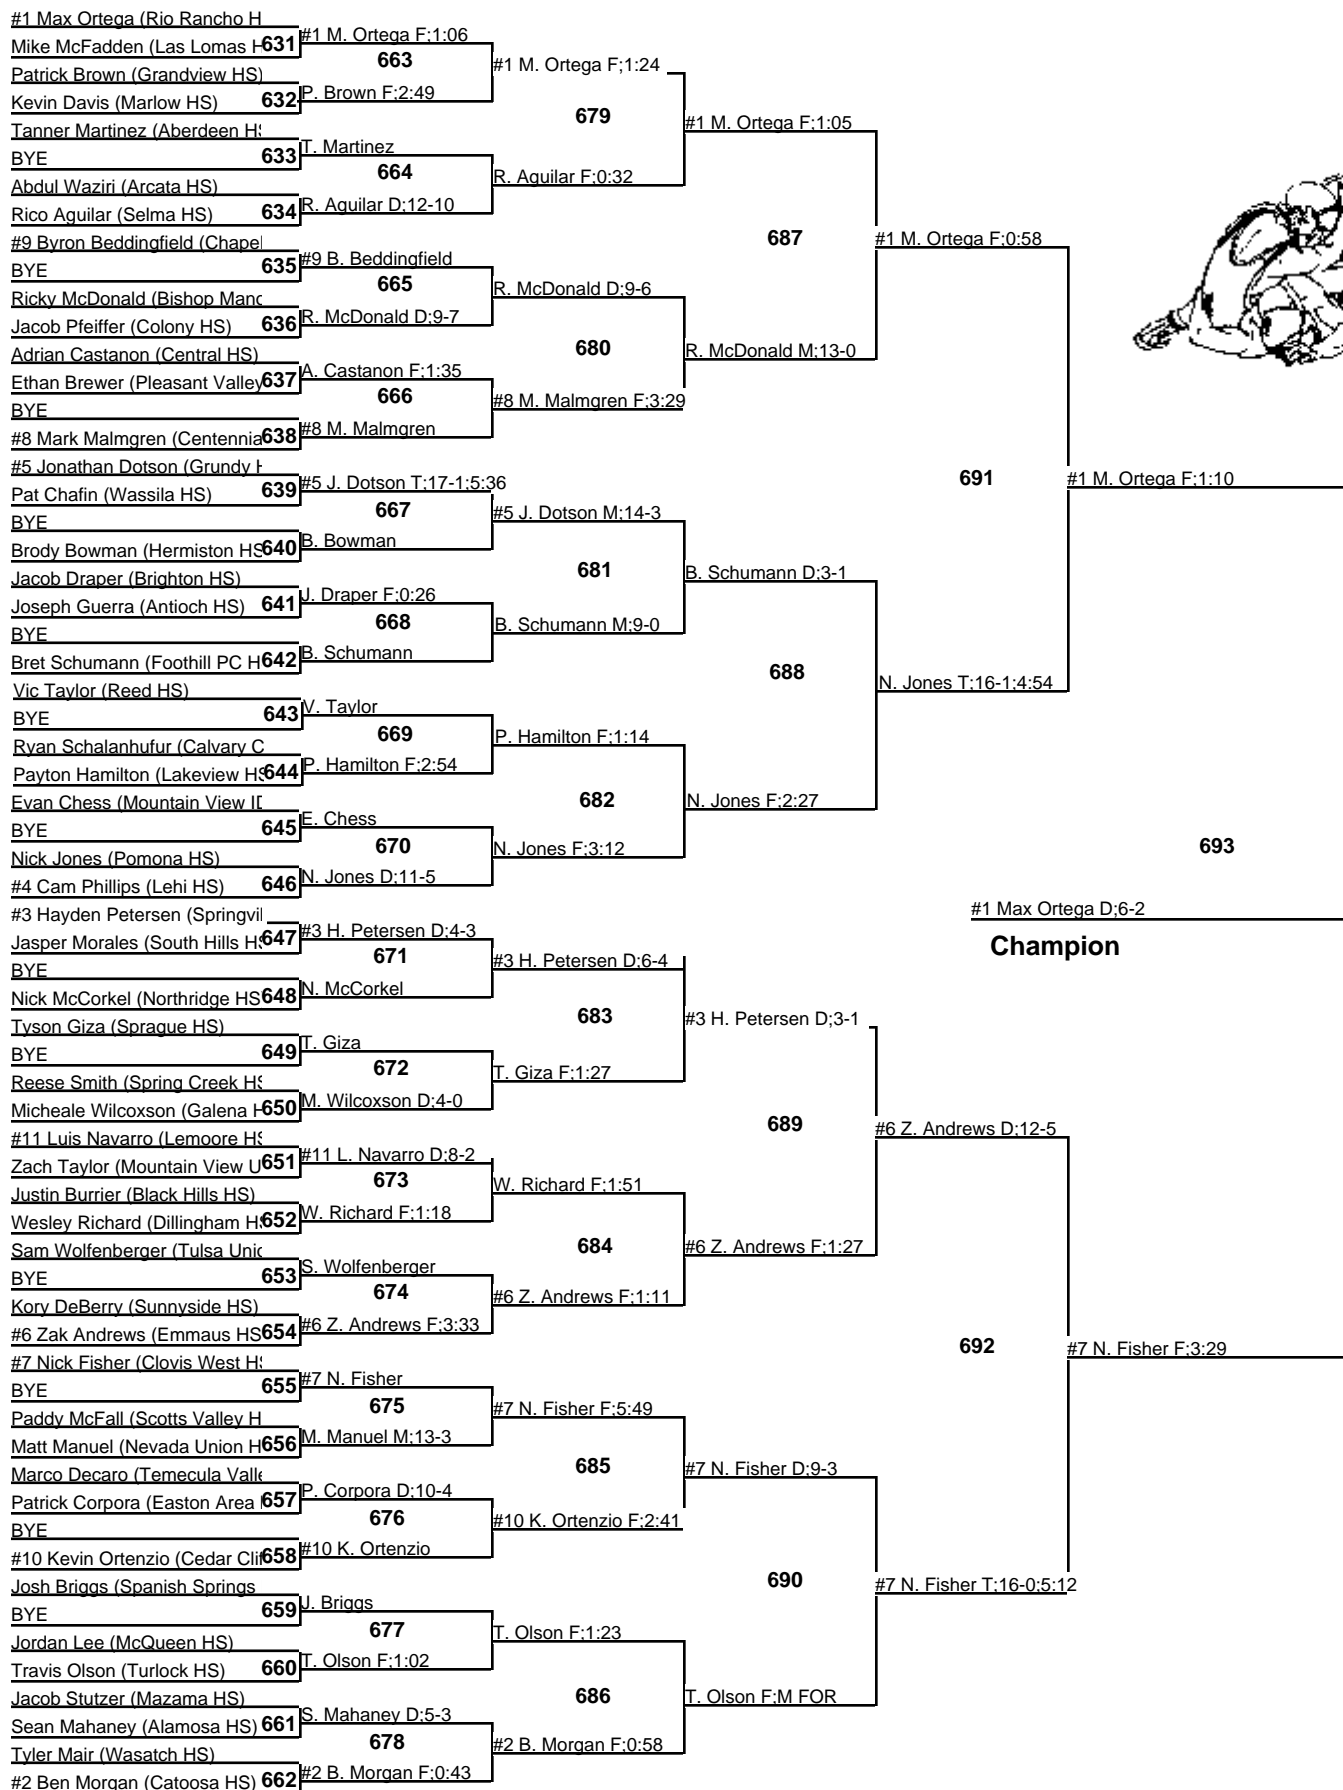 #1 Max Ortega (Rio Rancho H
Mike McFadden (Las Lomas H
631
#1 M. Ortega F;1:06
663
#1 M. Ortega F;1:24
Patrick Brown (Grandview HS)
Kevin Davis (Marlow HS)
632
P. Brown F;2:49
679
#1 M. Ortega F;1:05
Tanner Martinez (Aberdeen HS
BYE
633
T. Martinez
664
R. Aguilar F;0:32
Abdul Waziri (Arcata HS)
Rico Aguilar (Selma HS)
634
R. Aguilar D;12-10
687
#1 M. Ortega F;0:58
#9 Byron Beddingfield (Chapel
BYE
635
#9 B. Beddingfield
665
R. McDonald D;9-6
Ricky McDonald (Bishop Mano
Jacob Pfeiffer (Colony HS)
636
R. McDonald D;9-7
680
R. McDonald M;13-0
Adrian Castanon (Central HS)
Ethan Brewer (Pleasant Valley
637
A. Castanon F;1:35
666
#8 M. Malmgren F;3:29
BYE
#8 Mark Malmgren (Centennia
638
#8 M. Malmgren
691
#1 M. Ortega F;1:10
#5 Jonathan Dotson (Grundy H
Pat Chafin (Wassila HS)
639
#5 J. Dotson T;17-1;5:36
667
#5 J. Dotson M;14-3
BYE
Brody Bowman (Hermiston HS
640
B. Bowman
681
B. Schumann D;3-1
Jacob Draper (Brighton HS)
Joseph Guerra (Antioch HS)
641
J. Draper F;0:26
668
B. Schumann M;9-0
BYE
Bret Schumann (Foothill PC H
642
B. Schumann
688
N. Jones T;16-1;4:54
Vic Taylor (Reed HS)
BYE
643
V. Taylor
669
P. Hamilton F;1:14
Ryan Schalanhufur (Calvary C
Payton Hamilton (Lakeview HS
644
P. Hamilton F;2:54
682
N. Jones F;2:27
Evan Chess (Mountain View ID
BYE
645
E. Chess
670
N. Jones F;3:12
Nick Jones (Pomona HS)
#4 Cam Phillips (Lehi HS)
646
N. Jones D;11-5
693
#1 Max Ortega D;6-2
Champion
#3 Hayden Petersen (Springvil
Jasper Morales (South Hills HS
647
#3 H. Petersen D;4-3
671
#3 H. Petersen D;6-4
BYE
Nick McCorkel (Northridge HS
648
N. McCorkel
683
#3 H. Petersen D;3-1
Tyson Giza (Sprague HS)
BYE
649
T. Giza
672
T. Giza F;1:27
Reese Smith (Spring Creek HS
Micheale Wilcoxson (Galena H
650
M. Wilcoxson D;4-0
689
#6 Z. Andrews D;12-5
#11 Luis Navarro (Lemoore HS
Zach Taylor (Mountain View U
651
#11 L. Navarro D;8-2
673
W. Richard F;1:51
Justin Burrier (Black Hills HS)
Wesley Richard (Dillingham HS
652
W. Richard F;1:18
684
#6 Z. Andrews F;1:27
Sam Wolfenberger (Tulsa Unio
BYE
653
S. Wolfenberger
674
#6 Z. Andrews F;1:11
Kory DeBerry (Sunnyside HS)
#6 Zak Andrews (Emmaus HS
654
#6 Z. Andrews F;3:33
692
#7 N. Fisher F;3:29
#7 Nick Fisher (Clovis West HS
BYE
655
#7 N. Fisher
675
#7 N. Fisher F;5:49
Paddy McFall (Scotts Valley H
Matt Manuel (Nevada Union H
656
M. Manuel M;13-3
685
#7 N. Fisher D;9-3
Marco Decaro (Temecula Valle
Patrick Corpora (Easton Area
657
P. Corpora D;10-4
676
#10 K. Ortenzio F;2:41
BYE
#10 Kevin Ortenzio (Cedar Clif
658
#10 K. Ortenzio
690
#7 N. Fisher T;16-0;5:12
Josh Briggs (Spanish Springs
BYE
659
J. Briggs
677
T. Olson F;1:23
Jordan Lee (McQueen HS)
Travis Olson (Turlock HS)
660
T. Olson F;1:02
686
T. Olson F;M FOR
Jacob Stutzer (Mazama HS)
Sean Mahaney (Alamosa HS)
661
S. Mahaney D;5-3
678
#2 B. Morgan F;0:58
Tyler Mair (Wasatch HS)
#2 Ben Morgan (Catoosa HS)
662
#2 B. Morgan F;0:43